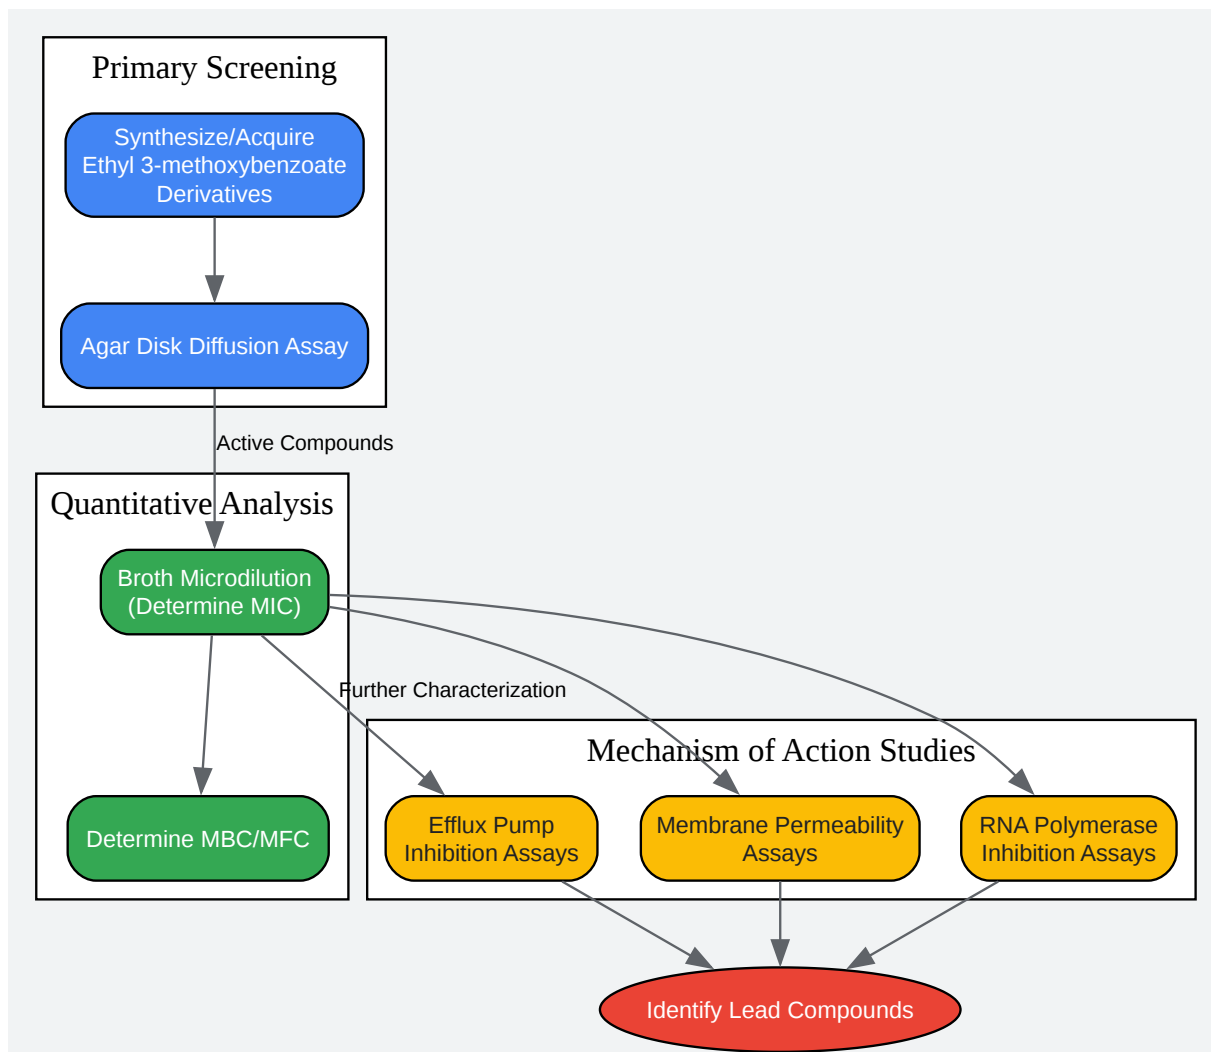 Primary Screening
Synthesize/Acquire
Ethyl 3-methoxybenzoate
Derivatives
Agar Disk Diffusion Assay
Active Compounds
Quantitative Analysis
Broth Microdilution
(Determine MIC)
Further Characterization
Determine MBC/MFC
Mechanism of Action Studies
Efflux Pump
Inhibition Assays
Membrane Permeability
Assays
RNA Polymerase
Inhibition Assays
Identify Lead Compounds